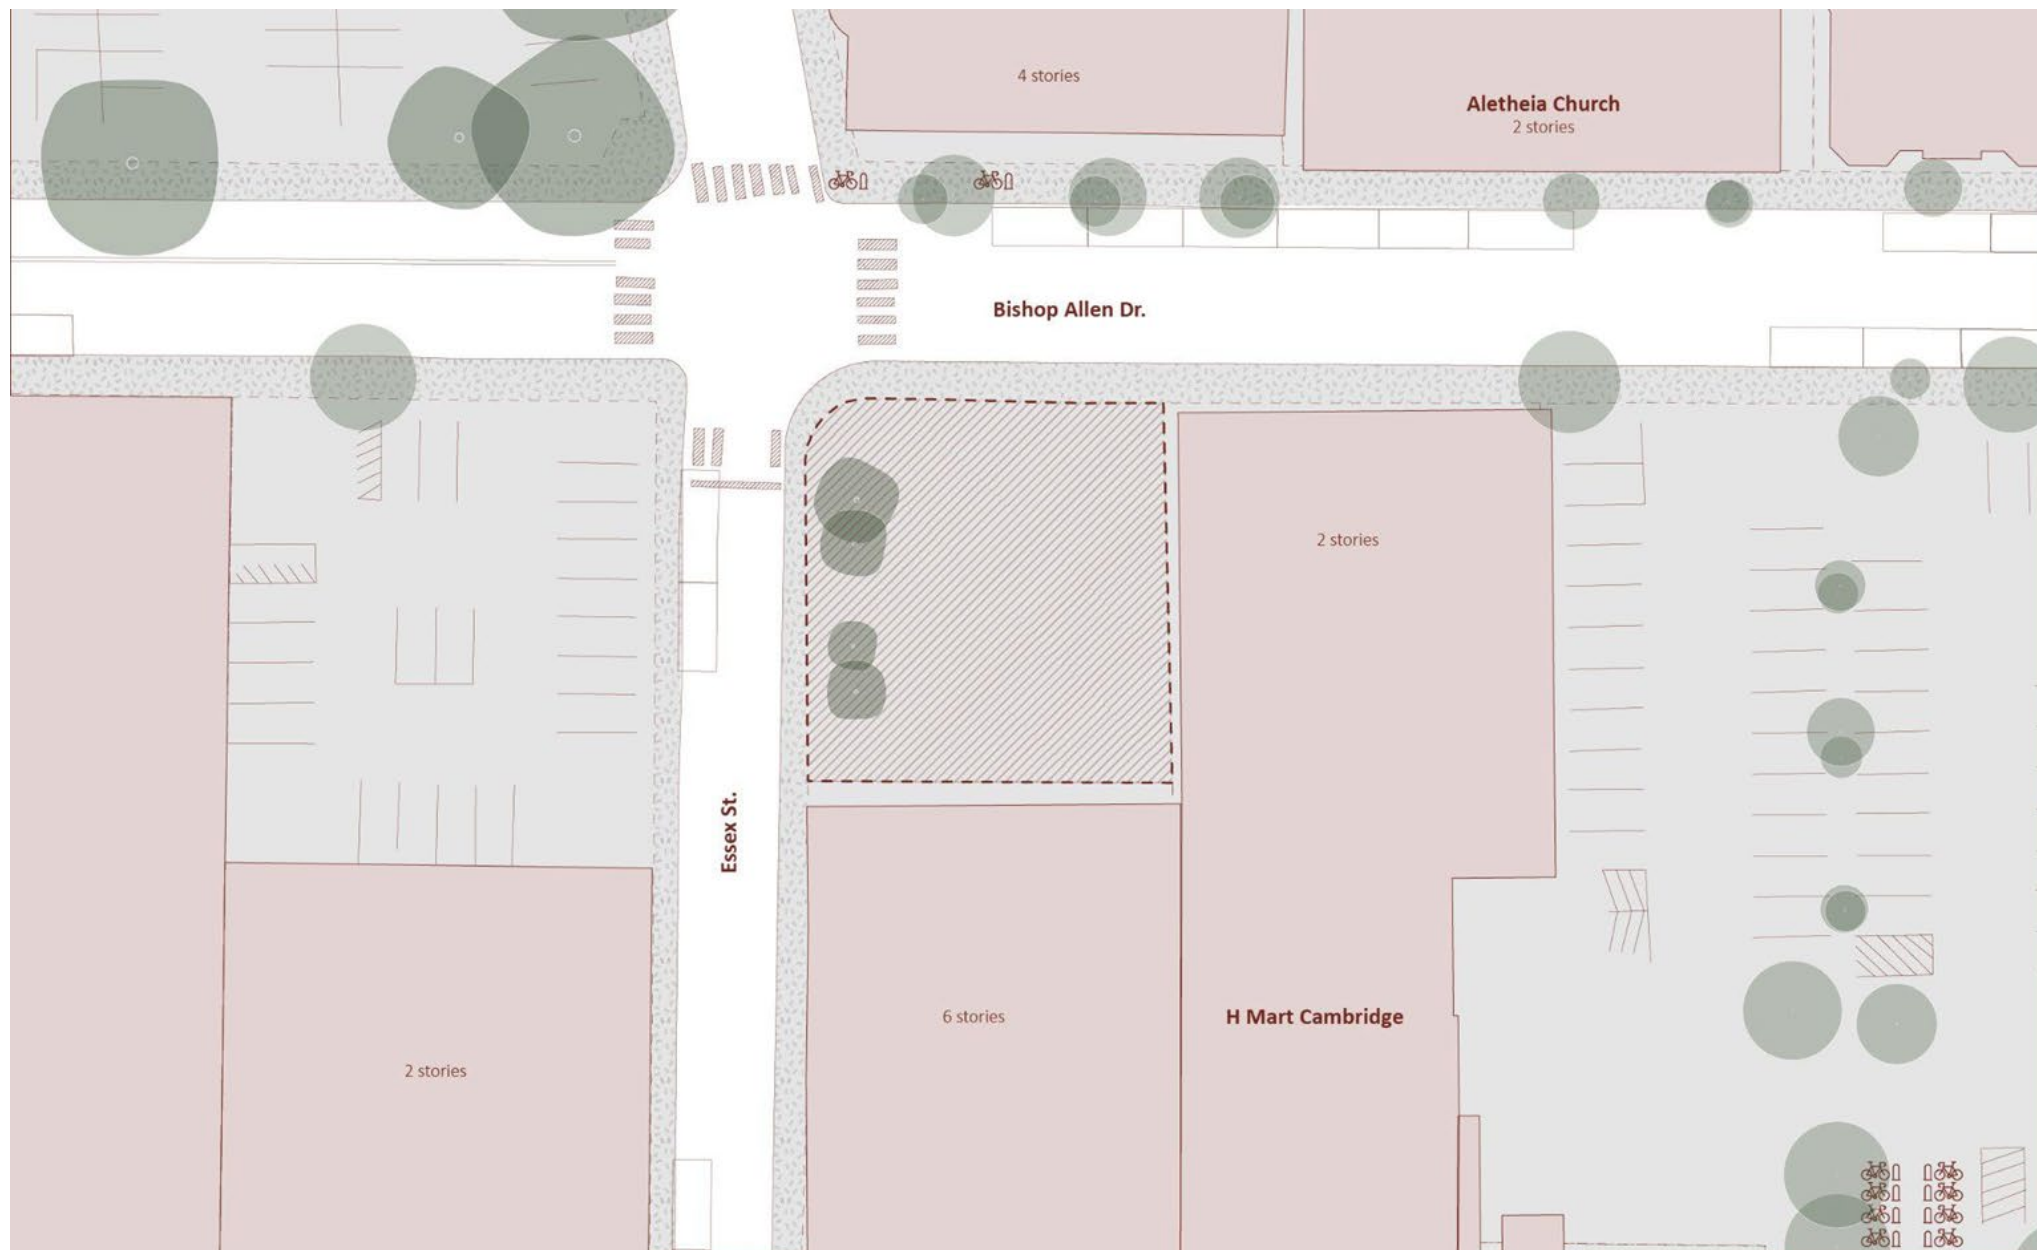 4 stories
Aletheia Church
2 stories
Bishop Allen Dr.
2 stories
Essex St.
6 stories
H Mart Cambridge
2 stories